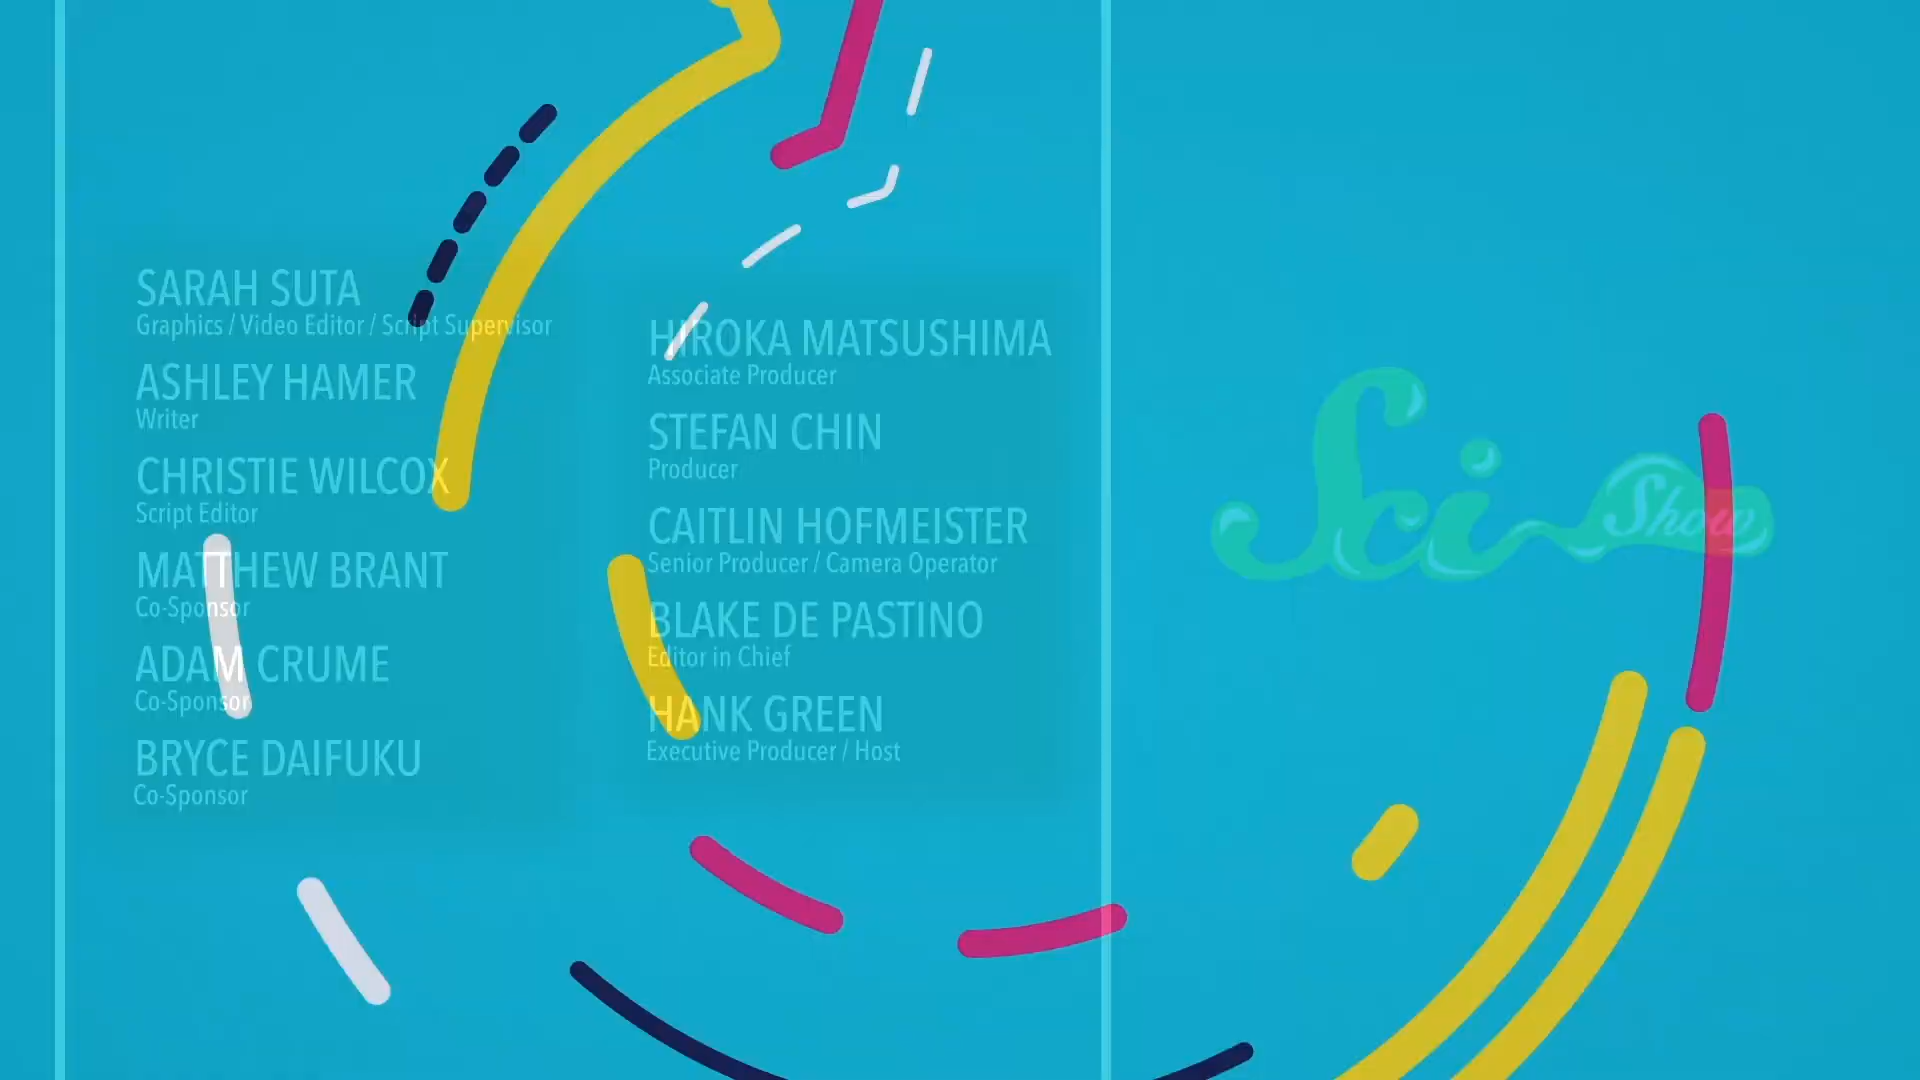 SARAH SUTA
Graphics / Video Editor / Script Supervisor
ASHLEY HAMER
Writer
CHRISTIE WILCOX
Script Editor
MATTHEW BRANT
Co-Sponsor
ADAM CRUME
Co-Sponsor
BRYCE DAIFUKU
Co-Sponsor
HIROKA MATSUSHIMA
Associate Producer
STEFAN CHIN
Producer
CAITLIN HOFMEISTER
Senior Producer / Camera Operator
BLAKE DE PASTINO
Editor in Chief
HANK GREEN
Executive Producer / Host
Sci Show